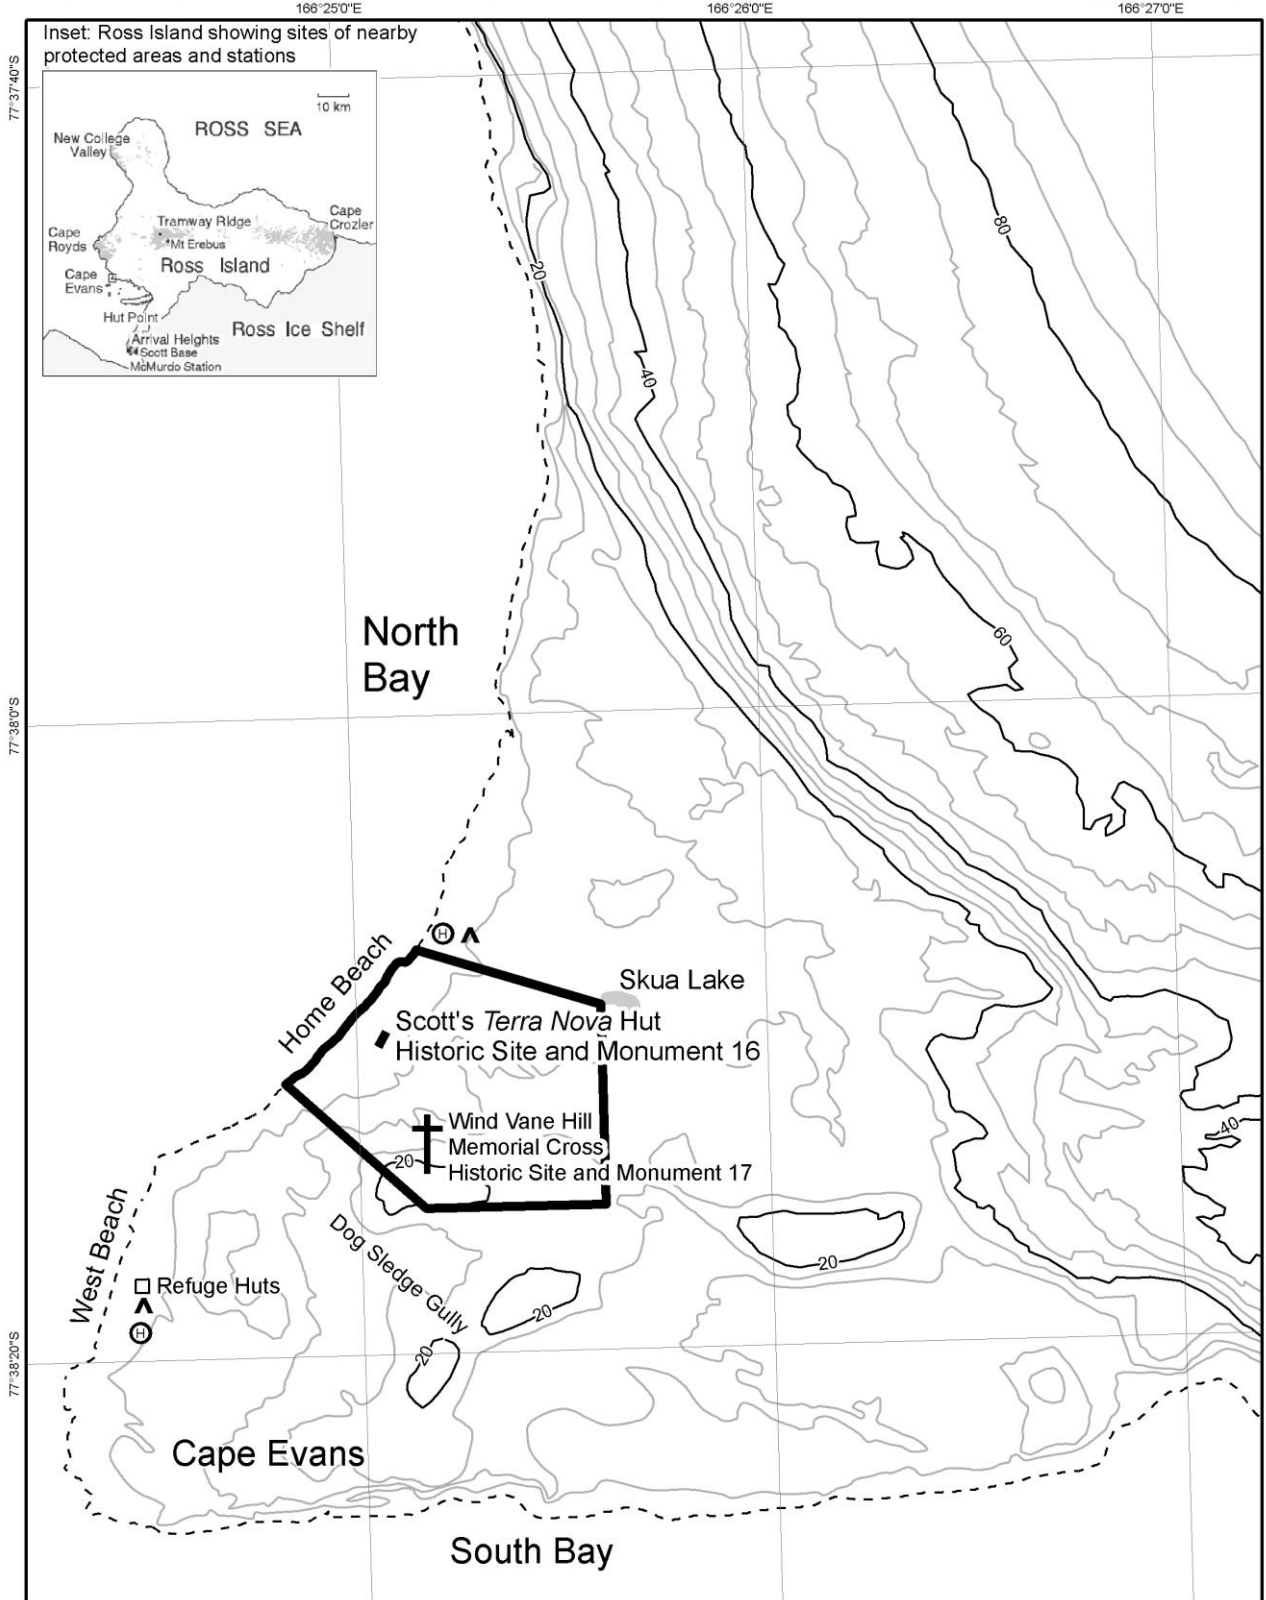 166°25'0"E
166°26'0"E
166°27'0"E
Inset: Ross Island showing sites of nearby
protected areas and stations
77°37'40"S
10 km
ROSS SEA
New College
Valley
Tramway Ridge
Cape
Crozier
Cape
Royds
Mt Erebus
Ross Island
Cape
Evans
Hut Point
Ross Ice Shelf
Arrival Heights
Scott Base
McMurdo Station
80
20
40
North
Bay
60
77°38'0"S
H
Home Beach
Skua Lake
Scott's Terra Nova Hut
Historic Site and Monument 16
Wind Vane Hill
Memorial Cross
Historic Site and Monument 17
20
40
West Beach
Dog Sledge Gully
20
Refuge Huts
20
H
20
77°38'20"S
Cape Evans
South Bay